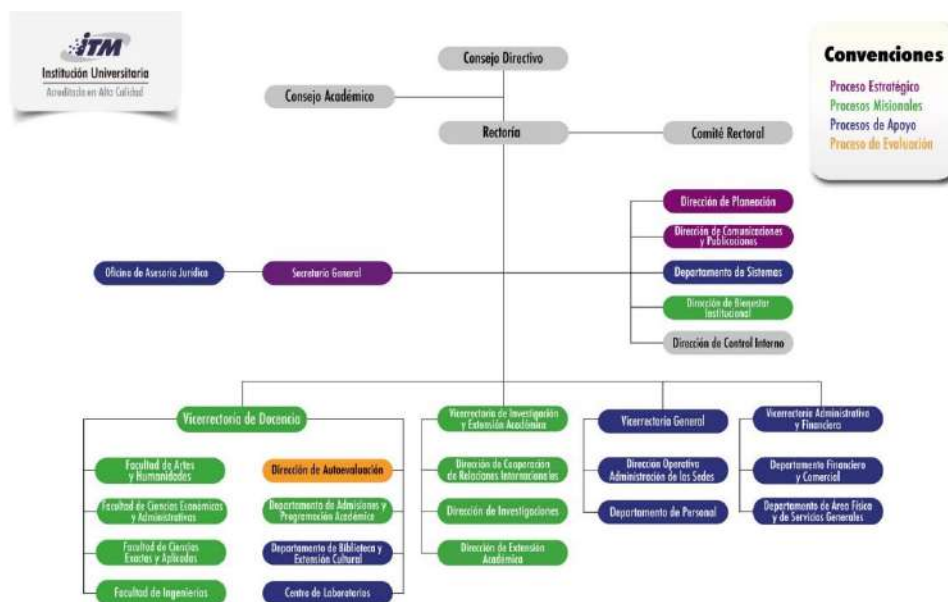 iTM
Institución Universitaria
Acreditada en Alta Calidad
Convenciones
Proceso Estratégico
Procesos Misionales
Procesos de Apoyo
Proceso de Evaluación
Consejo Directivo
Consejo Académico
Rectoría
Comité Rectoral
Dirección de Planeación
Dirección de Comunicaciones
y Publicaciones
Oficina de Asesoría Jurídica
Secretaría General
Departamento de Sistemas
Dirección de Bienestar
Institucional
Dirección de Control Interno
Vicerrectoría de Docencia
Facultad de Artes
y Humanidades
Facultad de Ciencias Económicas
y Administrativas
Facultad de Ciencias
Exactas y Aplicadas
Facultad de Ingenierías
Dirección de Autoevaluación
Departamento de Admisiones y
Programación Académica
Departamento de Biblioteca y
Extensión Cultural
Centro de Laboratorios
Vicerrectoría de Investigación
y Extensión Académica
Dirección de Cooperación
de Relaciones Internacionales
Dirección de Investigaciones
Dirección de Extensión
Académica
Vicerrectoría General
Dirección Operativa
Administración de las Sedes
Departamento de Personal
Vicerrectoría Administrativa
y Financiera
Departamento Financiero
y Comercial
Departamento de Área Física
y de Servicios Generales